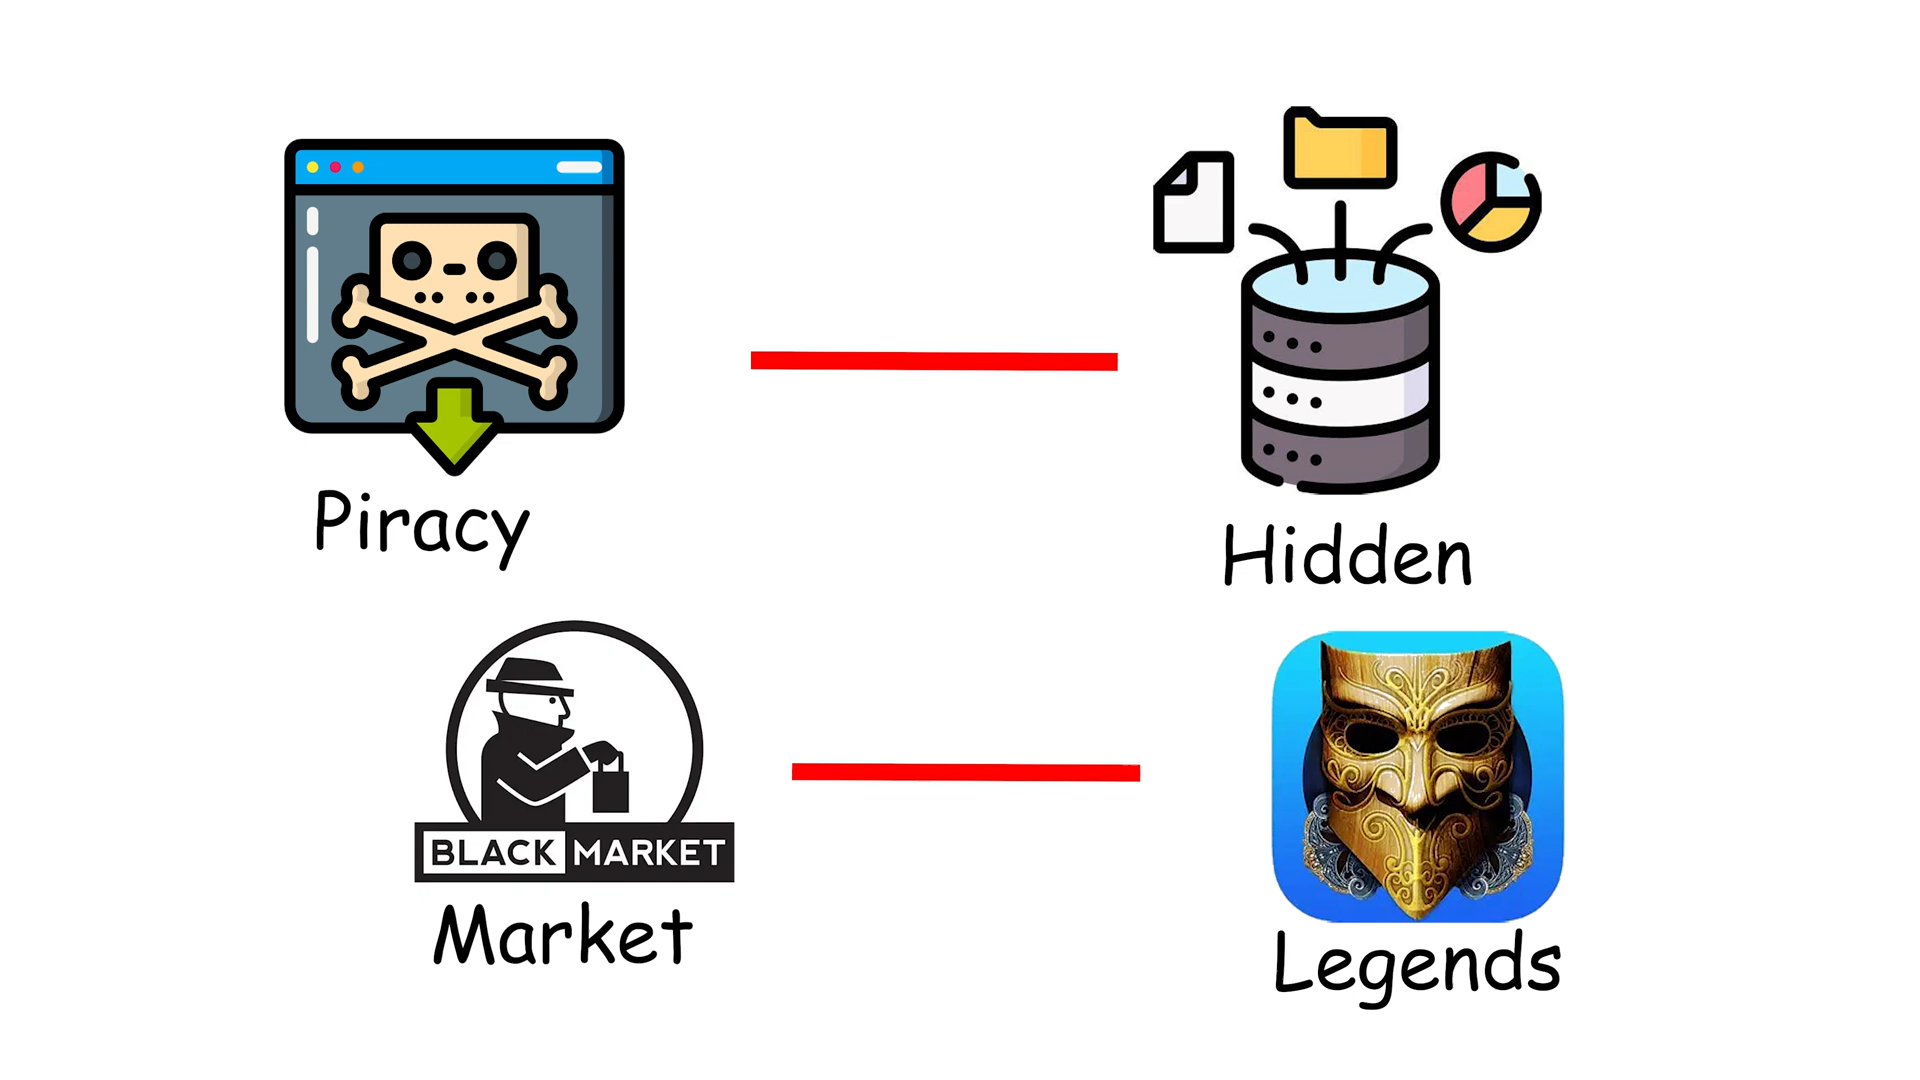 Piracy
Hidden
BLACK MARKET
Market
Legends